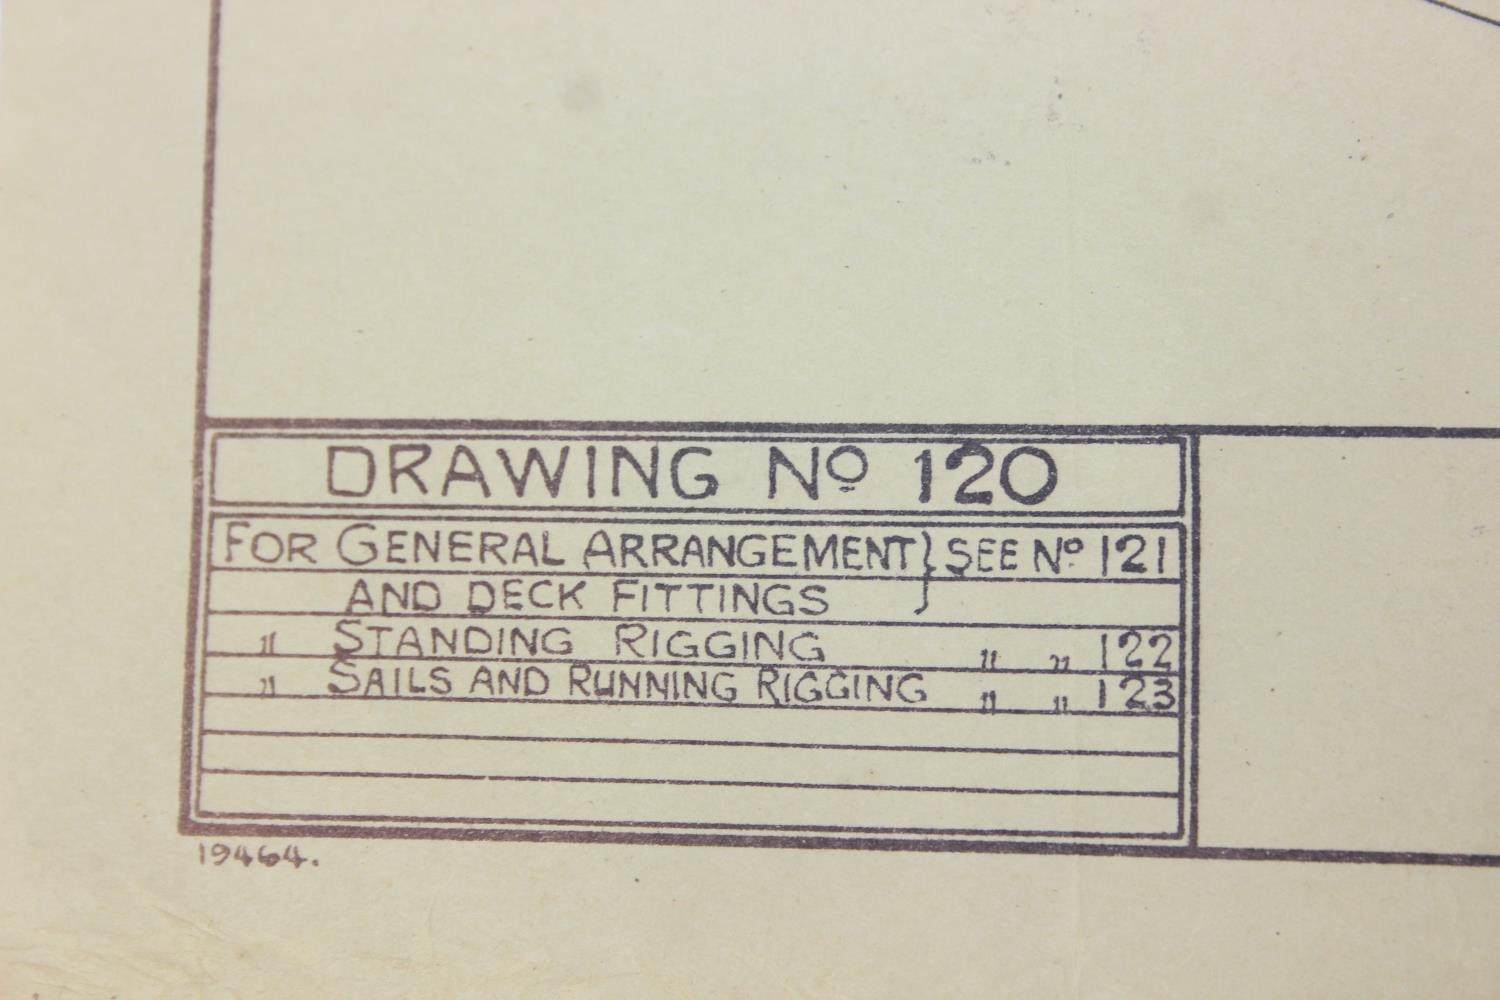 DRAWING Nº 120
FOR GENERAL ARRANGEMENT } SEE Nº 121
AND DECK FITTINGS
" STANDING RIGGING " " 122
" SAILS AND RUNNING RIGGING " " 123
19464.